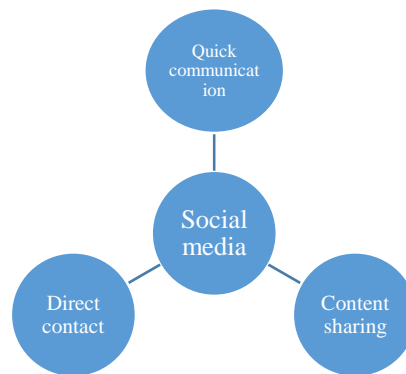 Quick
communicat
ion
Social
media
Direct
contact
Content
sharing